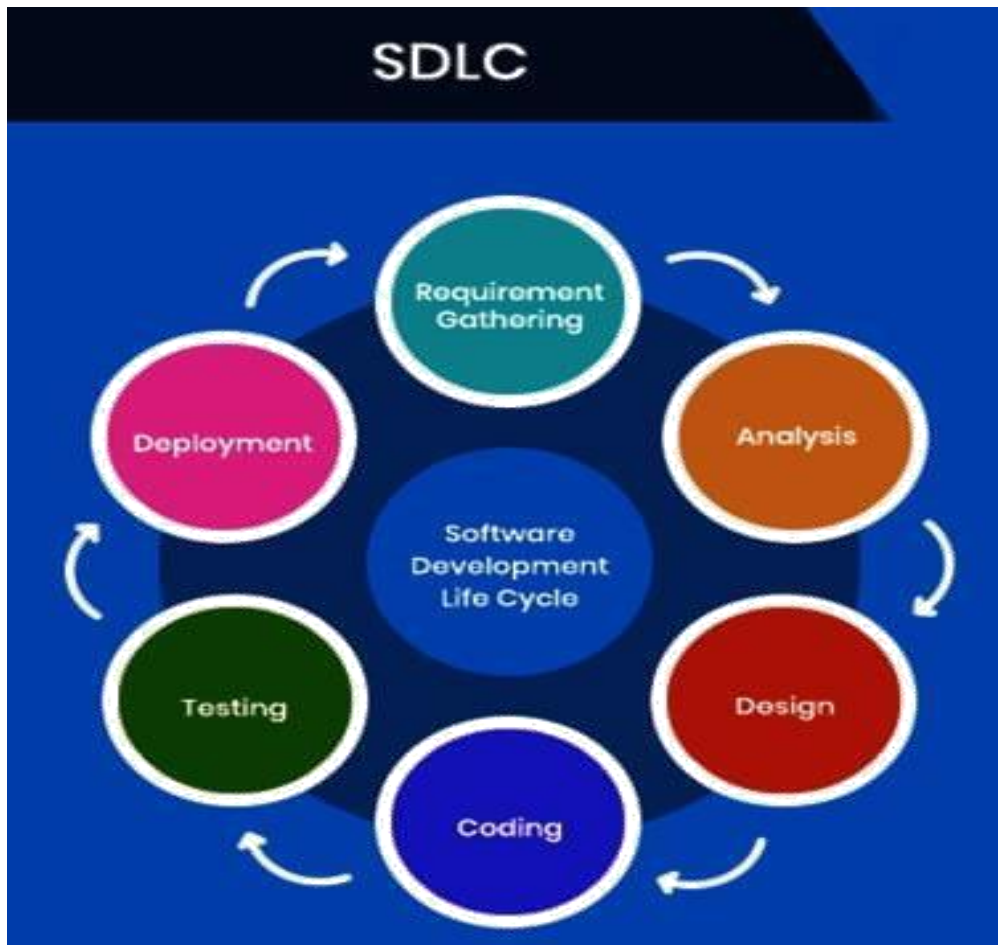 SDLC
Requirement
Gathering
Analysis
Design
Coding
Testing
Deployment
Software
Development
Life Cycle